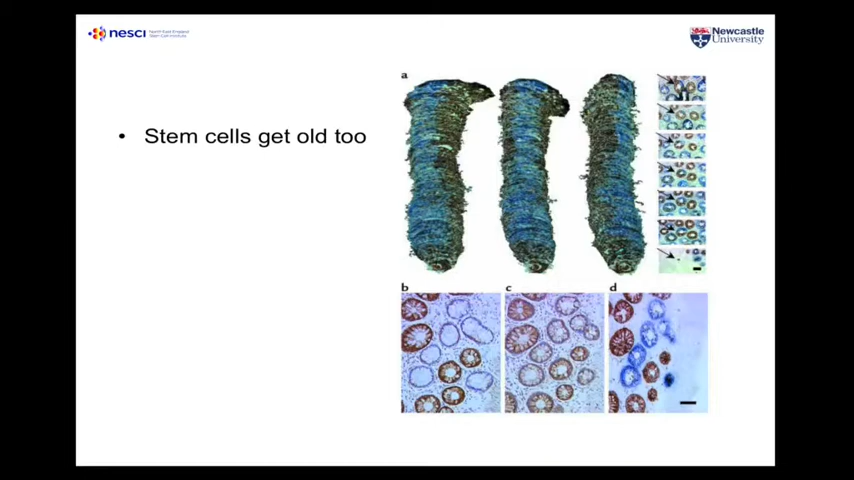 nesci
North East England
Stem Cell Institute
Newcastle
University
• Stem cells get old too
a
b
c
d